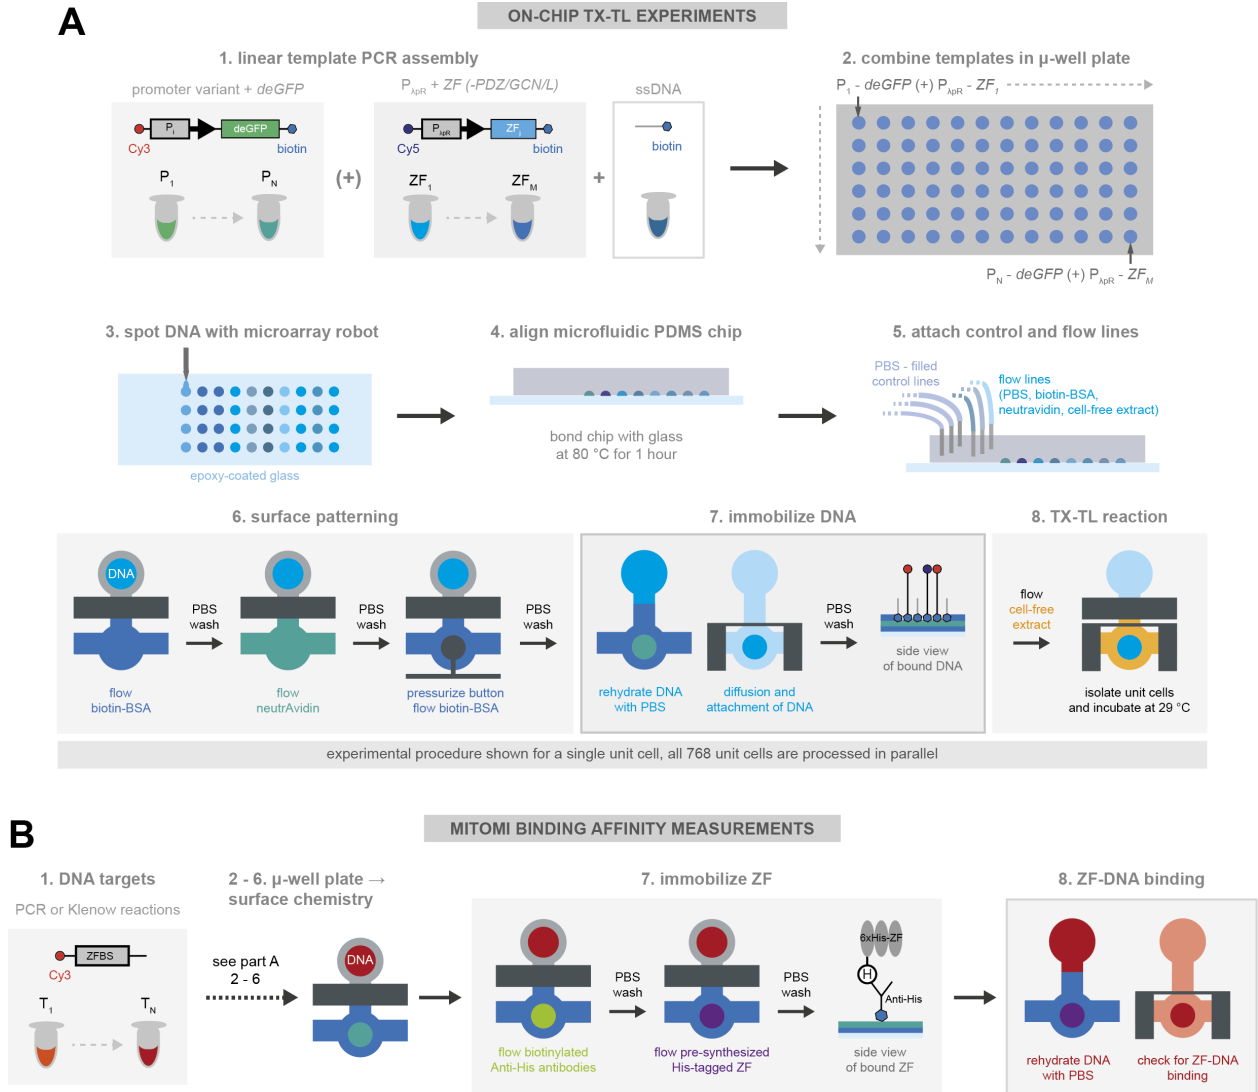 A
ON-CHIP TX-TL EXPERIMENTS
1. linear template PCR assembly
promoter variant + deGFP
PλpR + ZF (-PDZ/GCN/L)
ssDNA
Pi
deGFP
Cy3
biotin
PλpR
ZFj
Cy5
biotin
biotin
P1
PN
(+)
ZF1
ZFM
+
2. combine templates in μ-well plate
P1 - deGFP (+) PλpR - ZF1
PN - deGFP (+) PλpR - ZFM
3. spot DNA with microarray robot
epoxy-coated glass
4. align microfluidic PDMS chip
bond chip with glass
at 80 °C for 1 hour
5. attach control and flow lines
PBS - filled
control lines
flow lines
(PBS, biotin-BSA,
neutravidin, cell-free extract)
6. surface patterning
DNA
flow
biotin-BSA
PBS
wash
flow
neutrAvidin
PBS
wash
pressurize button
flow biotin-BSA
PBS
wash
7. immobilize DNA
rehydrate DNA
with PBS
diffusion and
attachment of DNA
PBS
wash
side view
of bound DNA
8. TX-TL reaction
flow
cell-free
extract
isolate unit cells
and incubate at 29 °C
experimental procedure shown for a single unit cell, all 768 unit cells are processed in parallel
B
MITOMI BINDING AFFINITY MEASUREMENTS
1. DNA targets
PCR or Klenow reactions
ZFBS
Cy3
T1
TN
2 - 6. μ-well plate →
surface chemistry
see part A
2 - 6
DNA
7. immobilize ZF
flow biotinylated
Anti-His antibodies
PBS
wash
flow pre-synthesized
His-tagged ZF
PBS
wash
6xHis-ZF
H
Anti-His
side view
of bound ZF
8. ZF-DNA binding
rehydrate DNA
with PBS
check for ZF-DNA
binding